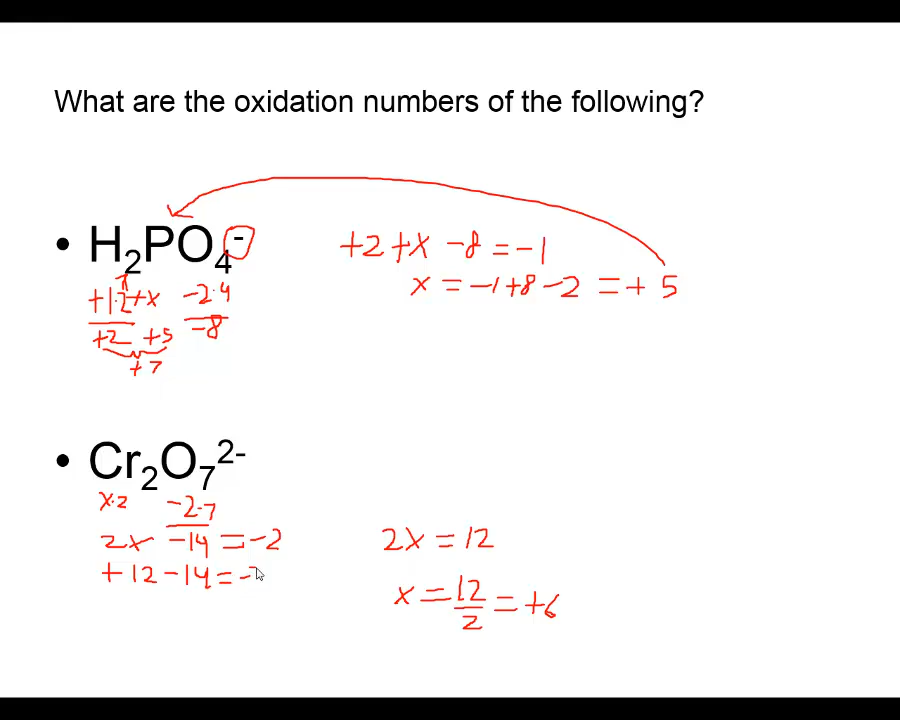 What are the oxidation numbers of the following?
• H₂PO₄⁻
+2 +x -8 = -1
x = -1 +8 -2 = + 5
+1·2 +x -2·4
+2 +5 -8
+7
• Cr₂O₇²⁻
x·2 -2·7
2x -14 = -2
2x = 12
+12 -14 = -
x = 12/2 = +6